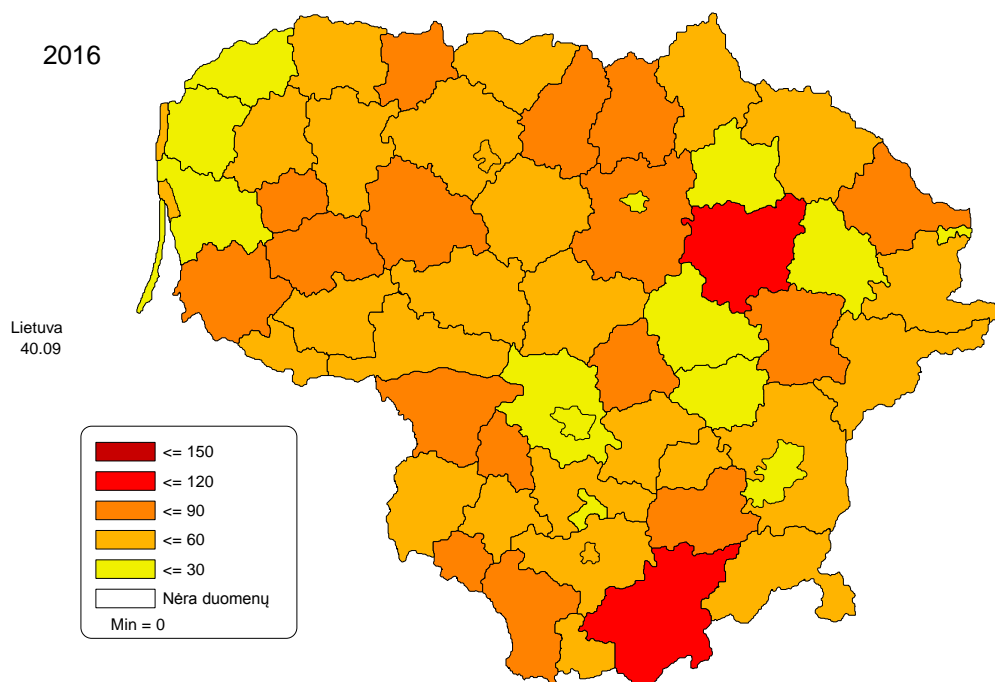 2016
Lietuva
40.09
<= 150
<= 120
<= 90
<= 60
<= 30
Nėra duomenų
Min = 0